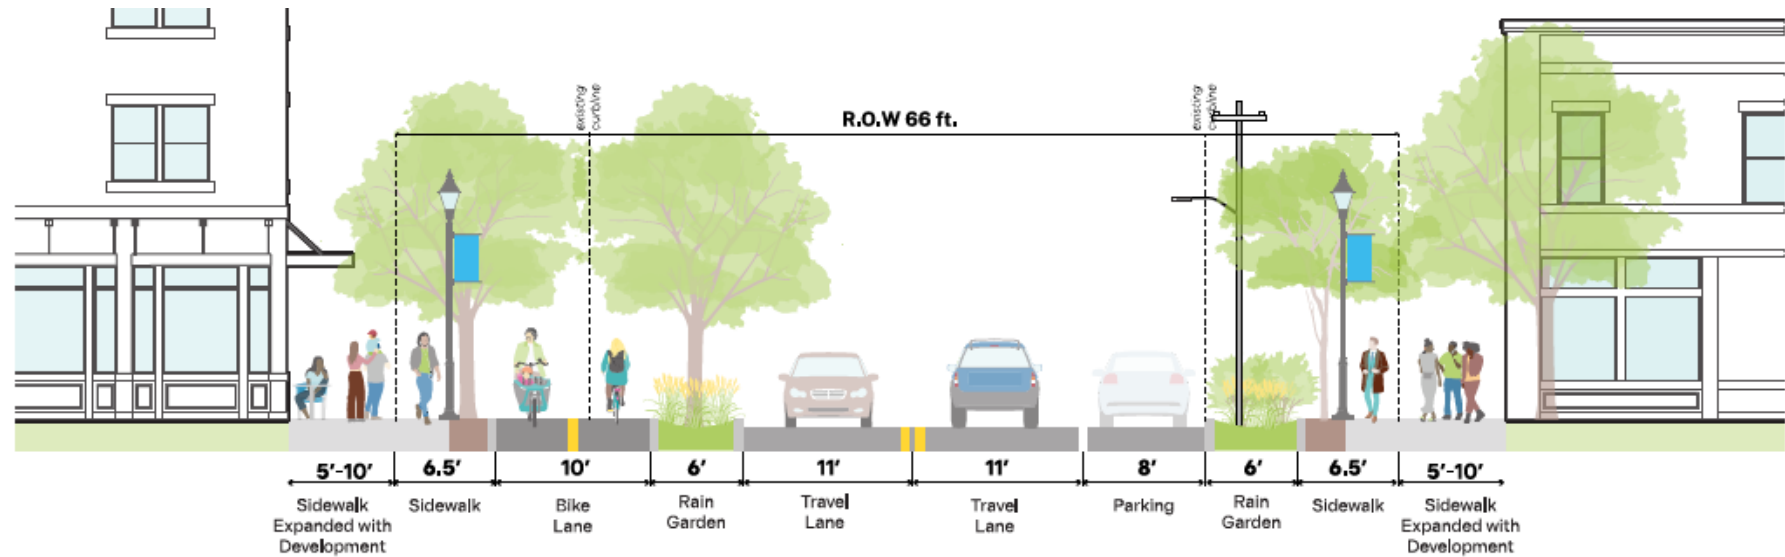 existing
curbline
R.O.W 66 ft.
existing
curbline
5'-10'
6.5'
10'
6'
11'
11'
8'
6'
6.5'
5'-10'
Sidewalk
Expanded with
Development
Sidewalk
Bike
Lane
Rain
Garden
Travel
Lane
Travel
Lane
Parking
Rain
Garden
Sidewalk
Sidewalk
Expanded with
Development